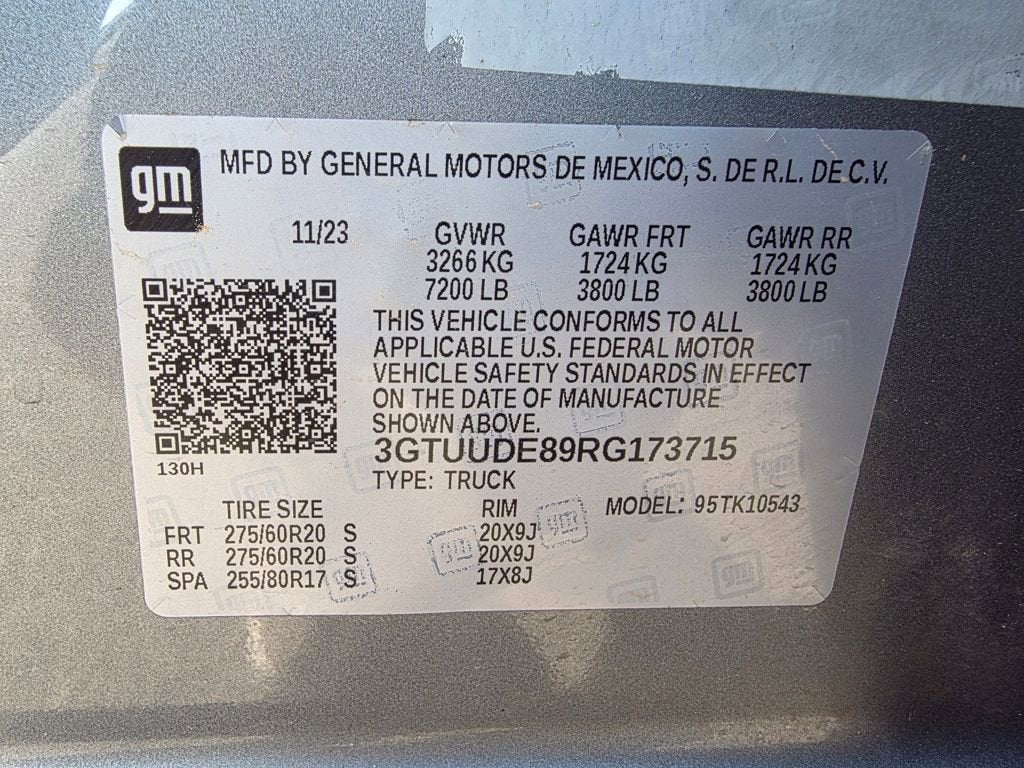 gm
MFD BY GENERAL MOTORS DE MEXICO, S. DE R.L. DE C.V.
11/23 GVWR GAWR FRT GAWR RR
3266 KG 1724 KG 1724 KG
7200 LB 3800 LB 3800 LB
THIS VEHICLE CONFORMS TO ALL
APPLICABLE U.S. FEDERAL MOTOR
VEHICLE SAFETY STANDARDS IN EFFECT
ON THE DATE OF MANUFACTURE
SHOWN ABOVE.
3GTUUDE89RG173715
130H
TYPE: TRUCK
TIRE SIZE RIM MODEL: 95TK10543
FRT 275/60R20 S 20X9J
RR 275/60R20 S 20X9J
SPA 255/80R17 S 17X8J